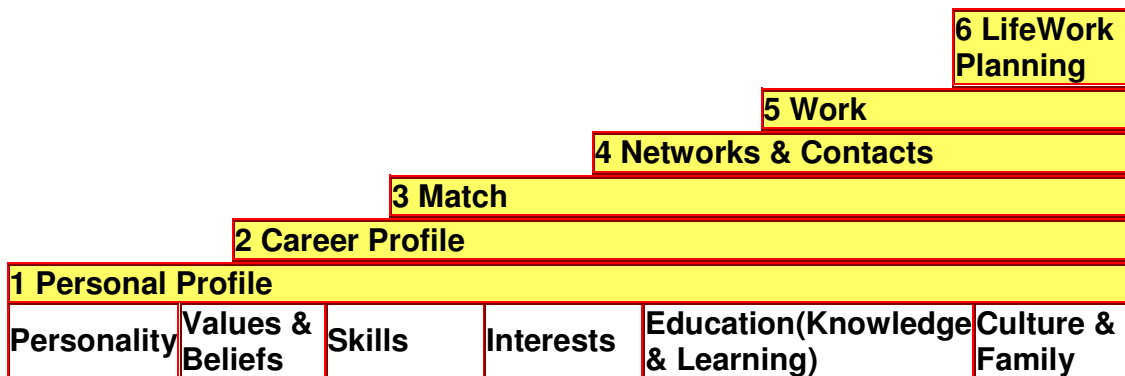 6 LifeWork
Planning
5 Work
4 Networks & Contacts
3 Match
2 Career Profile
1 Personal Profile
Personality
Values &
Beliefs
Skills
Interests
Education(Knowledge
& Learning)
Culture &
Family